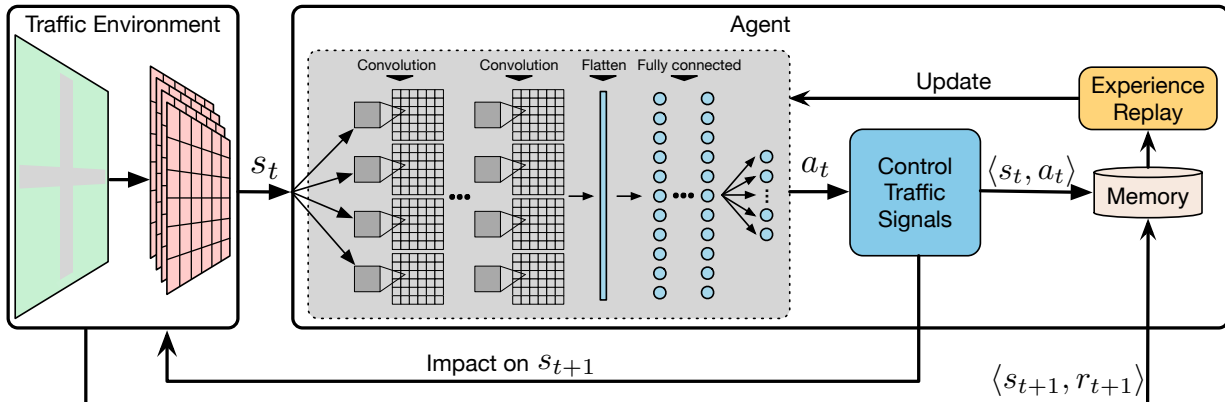 Traffic Environment
Agent
Convolution
Convolution
Flatten
Fully connected
Update
Experience
Replay
s_t
a_t
Control
Traffic
Signals
⟨s_t, a_t⟩
Memory
Impact on s_{t+1}
⟨s_{t+1}, r_{t+1}⟩